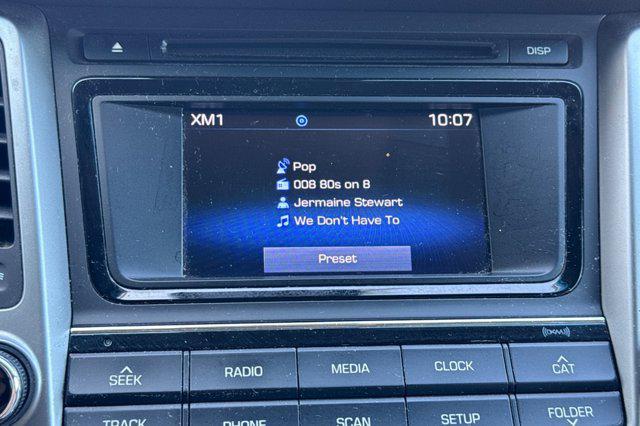 DISP
XM1 10:07
Pop
008 80s on 8
Jermaine Stewart
We Don't Have To
Preset
((XM))
SEEK RADIO MEDIA CLOCK CAT
TRACK PHONE SCAN SETUP FOLDER